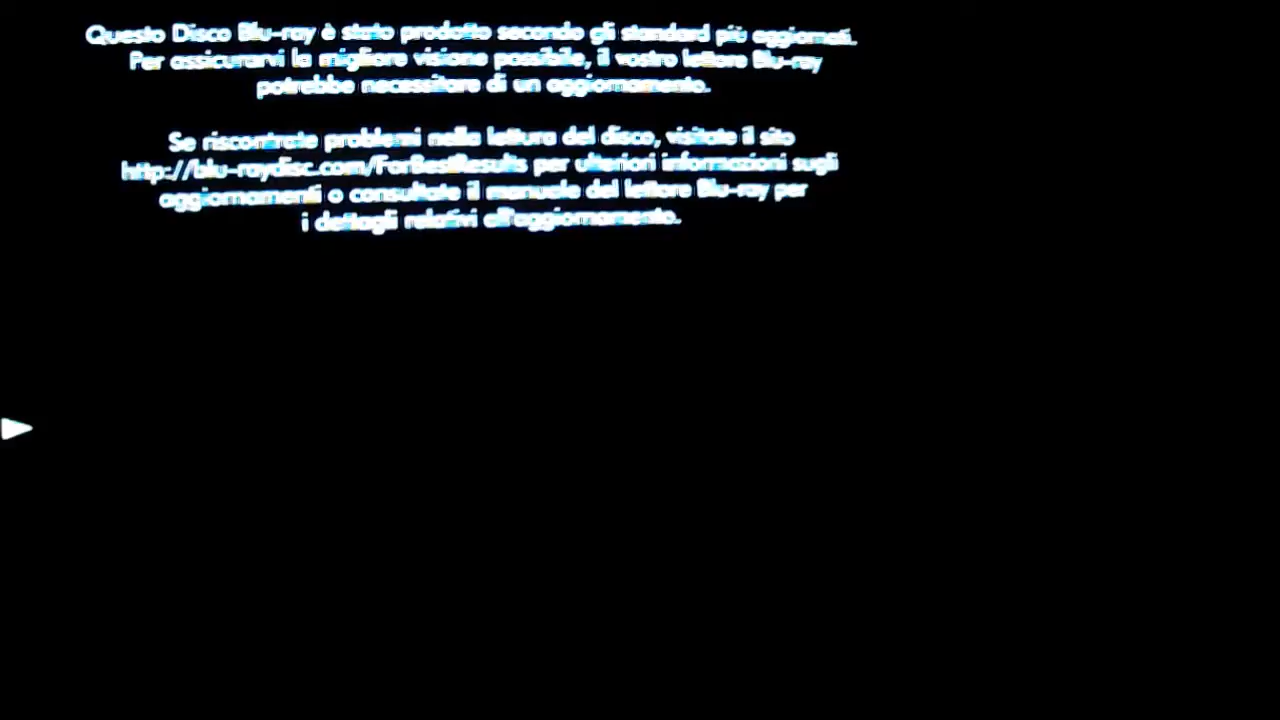 Questo Disco Blu-ray è stato prodotto secondo gli standard più aggiornati.
Per assicurarvi la migliore visione possibile, il vostro lettore Blu-ray
potrebbe necessitare di un aggiornamento.
Se riscontrate problemi nella lettura del disco, visitate il sito
http://blu-raydisc.com/ForBestResults per ulteriori informazioni sugli
aggiornamenti o consultate il manuale del lettore Blu-ray per
i dettagli relativi all'aggiornamento.